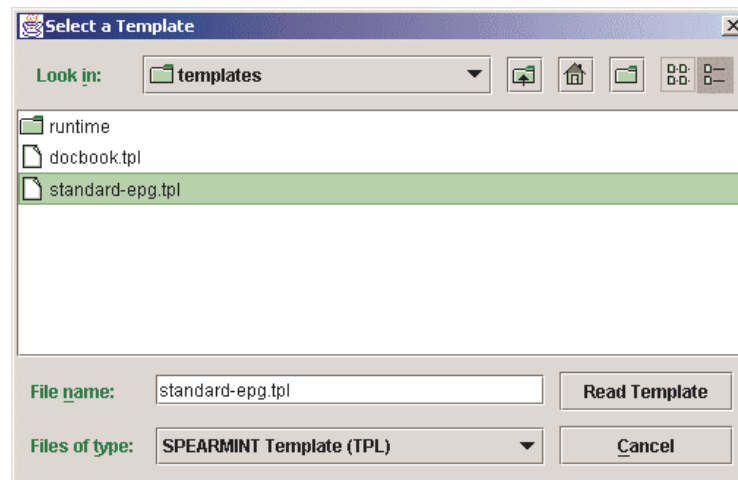 Select a Template
Look in: templates
runtime
docbook.tpl
standard-epg.tpl
File name: standard-epg.tpl Read Template
Files of type: SPEARMINT Template (TPL) Cancel